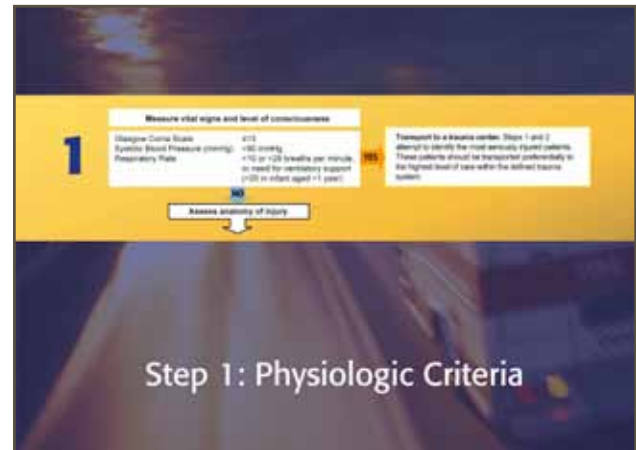 1
Measure vital signs and level of consciousness
Glasgow Coma Scale ≤13
Systolic Blood Pressure (mmHg) <90 mmHg
Respiratory Rate <10 or >29 breaths per minute,
or need for ventilatory support
(<20 in infant aged <1 year)
YES
Transport to a trauma center. Steps 1 and 2
attempt to identify the most seriously injured patients.
These patients should be transported preferentially to
the highest level of care within the defined trauma
system.
NO
Assess anatomy of injury
Step 1: Physiologic Criteria